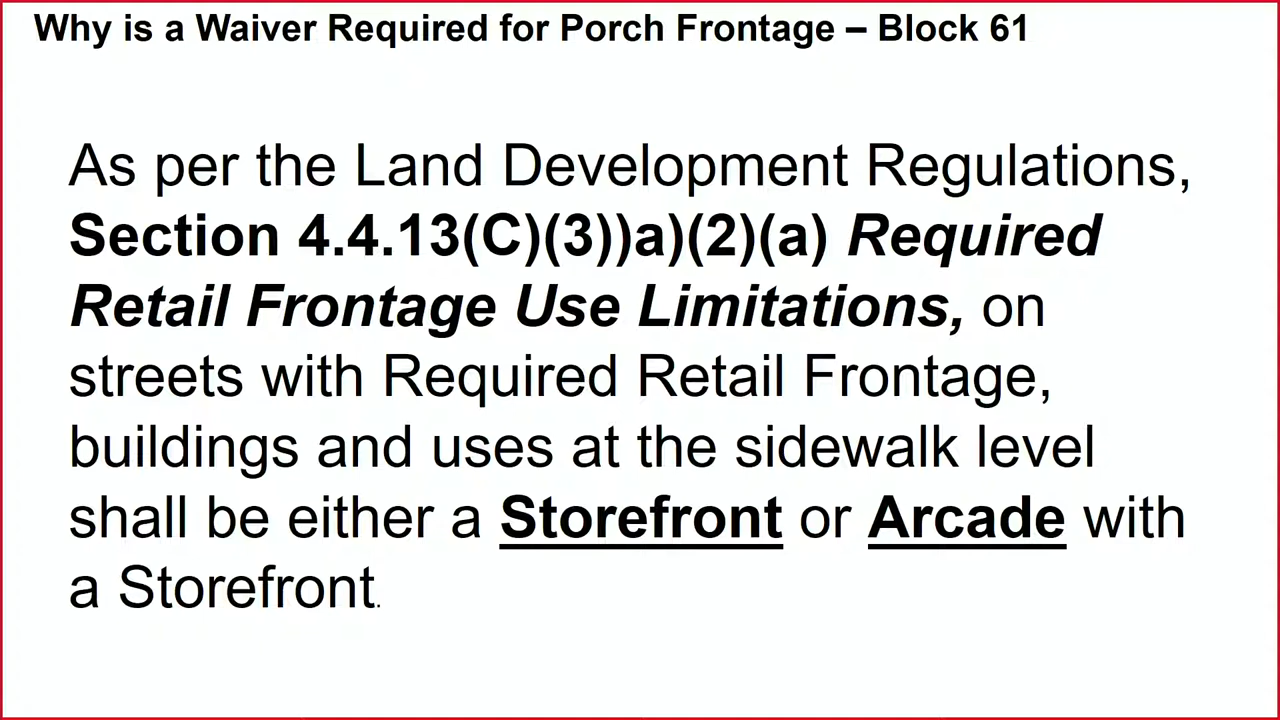 Why is a Waiver Required for Porch Frontage – Block 61
As per the Land Development Regulations,
Section 4.4.13(C)(3))a)(2)(a) Required
Retail Frontage Use Limitations, on
streets with Required Retail Frontage,
buildings and uses at the sidewalk level
shall be either a Storefront or Arcade with
a Storefront.